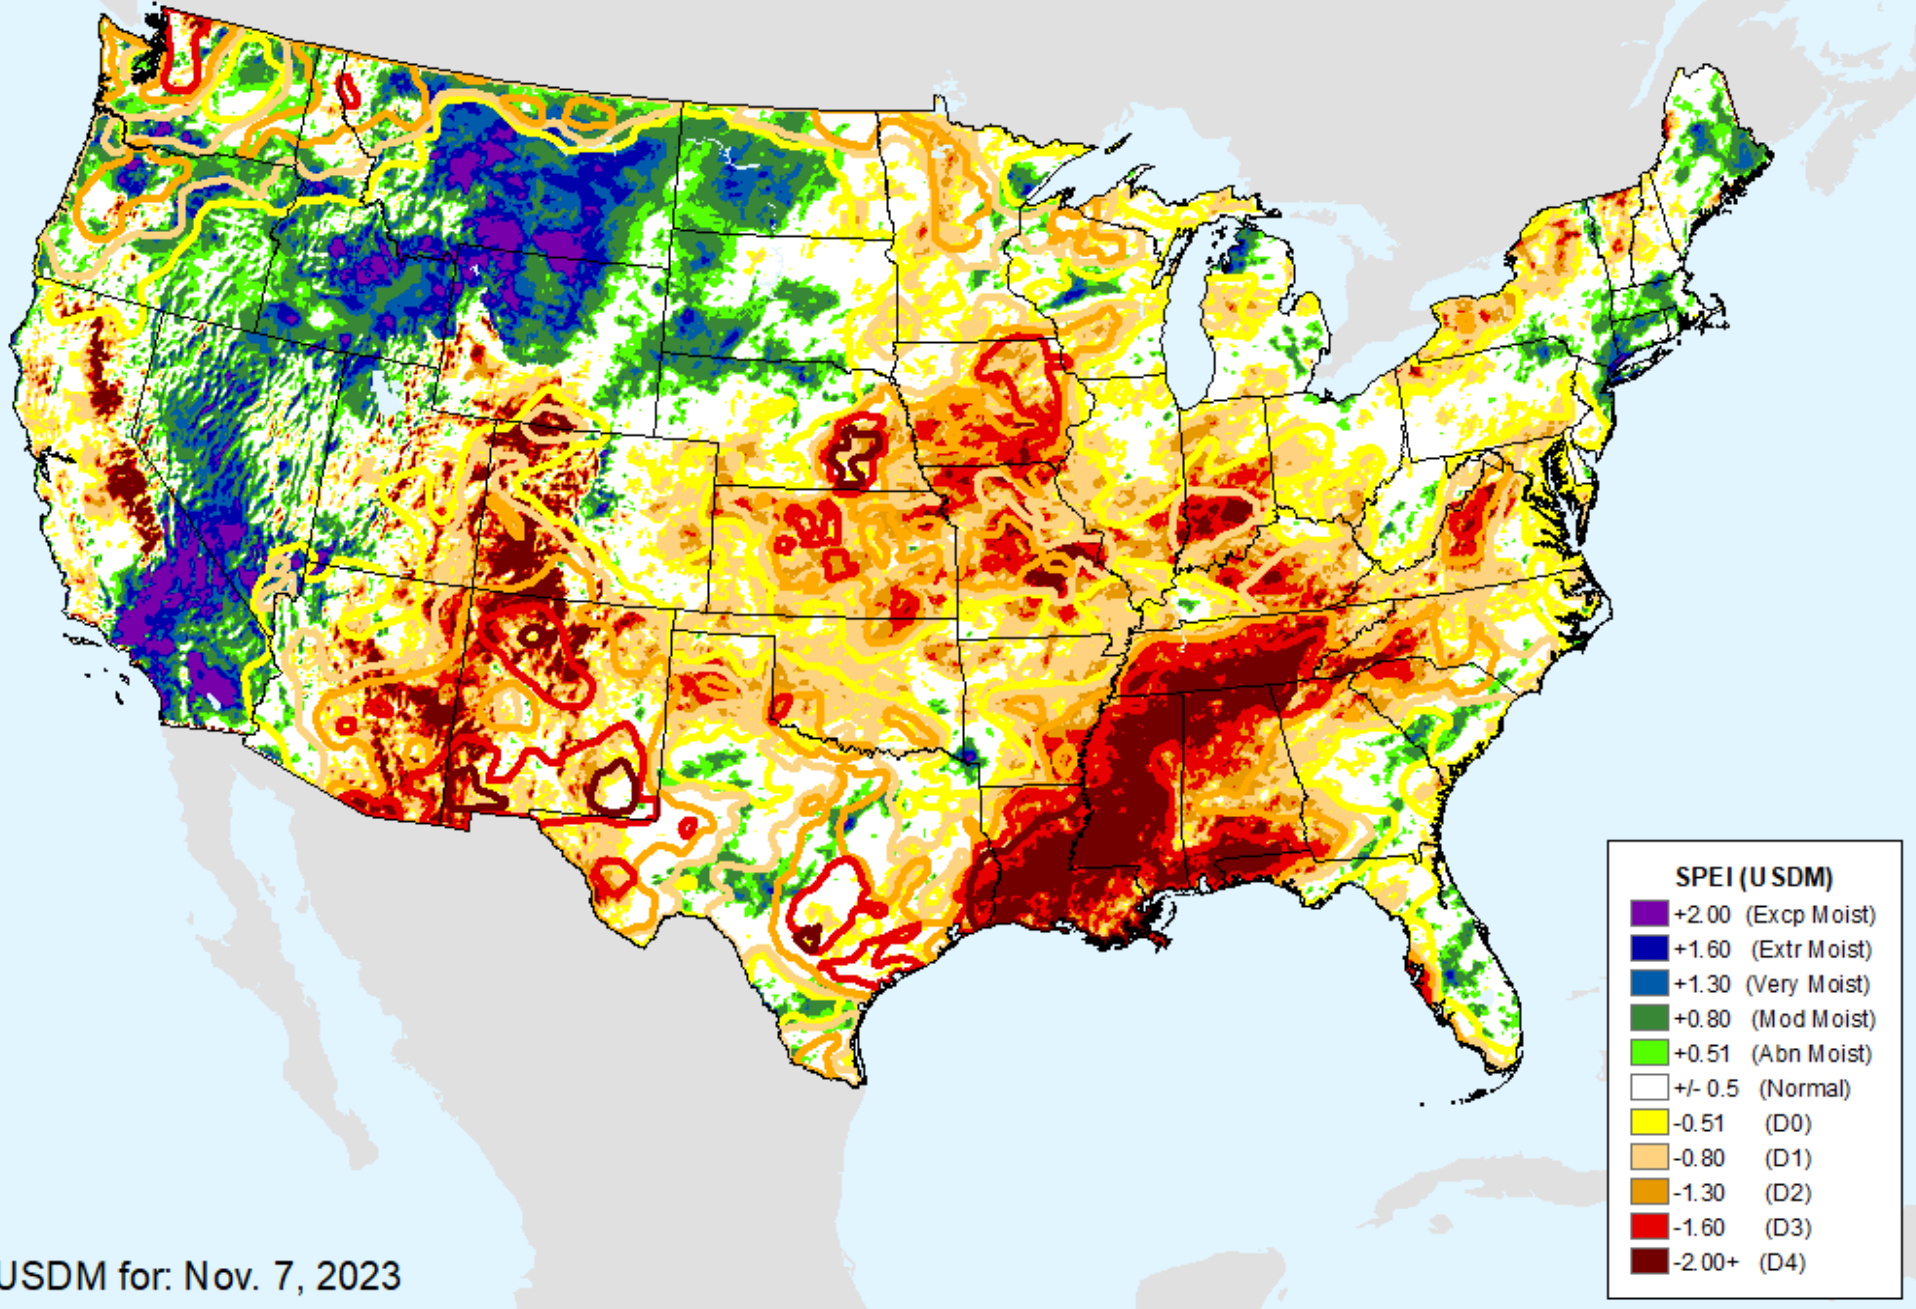 SPEI (USDM)
+2.00 (Excp Moist)
+1.60 (Extr Moist)
+1.30 (Very Moist)
+0.80 (Mod Moist)
+0.51 (Abn Moist)
+/- 0.5 (Normal)
-0.51 (D0)
-0.80 (D1)
-1.30 (D2)
-1.60 (D3)
-2.00+ (D4)
USDM for: Nov. 7, 2023